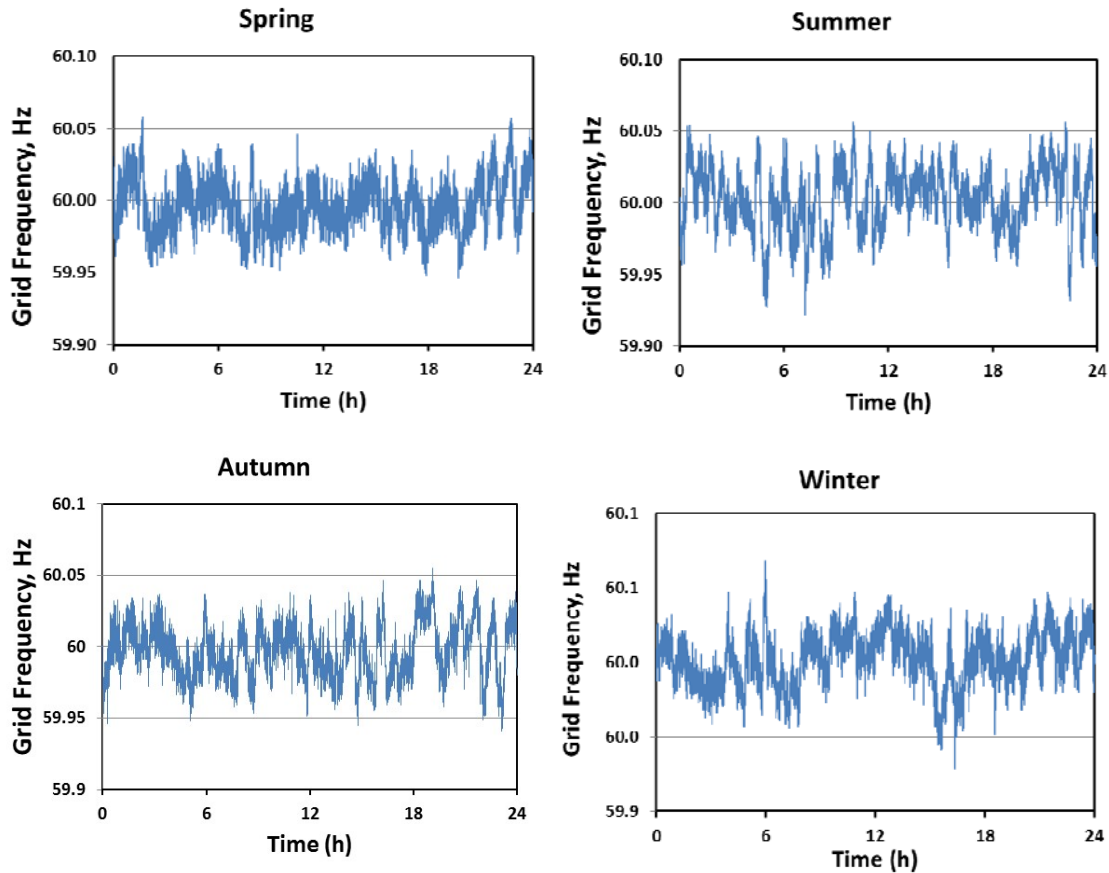 Spring
Grid Frequency, Hz
60.10
60.05
60.00
59.95
59.90
0 6 12 18 24
Time (h)
Summer
Grid Frequency, Hz
60.10
60.05
60.00
59.95
59.90
0 6 12 18 24
Time (h)
Autumn
Grid Frequency, Hz
60.1
60.05
60
59.95
59.9
0 6 12 18 24
Time (h)
Winter
Grid Frequency, Hz
60.1
60.1
60.0
60.0
59.9
0 6 12 18 24
Time (h)